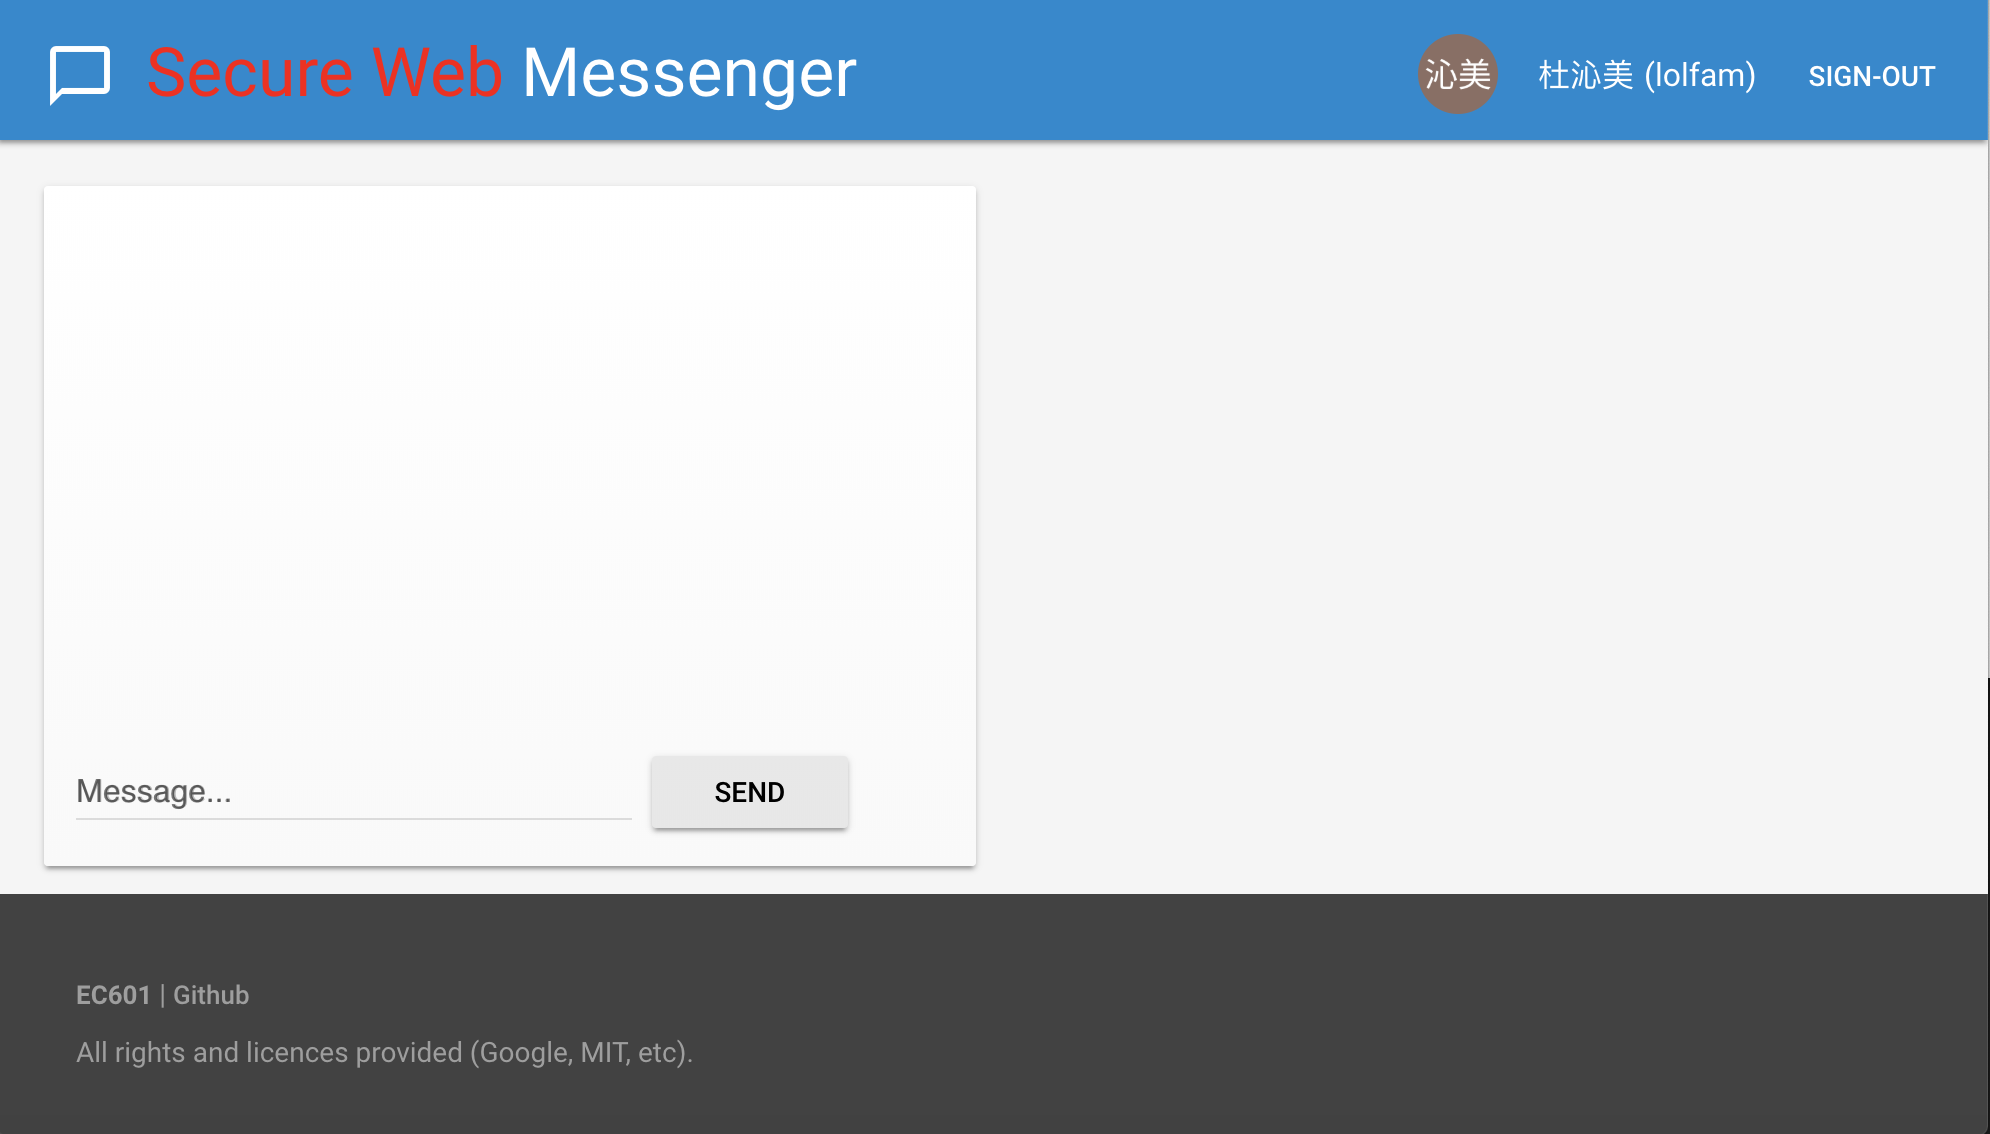 Secure Web Messenger
沁美
杜沁美 (lolfam)
SIGN-OUT
Message...
SEND
EC601 | Github
All rights and licences provided (Google, MIT, etc).